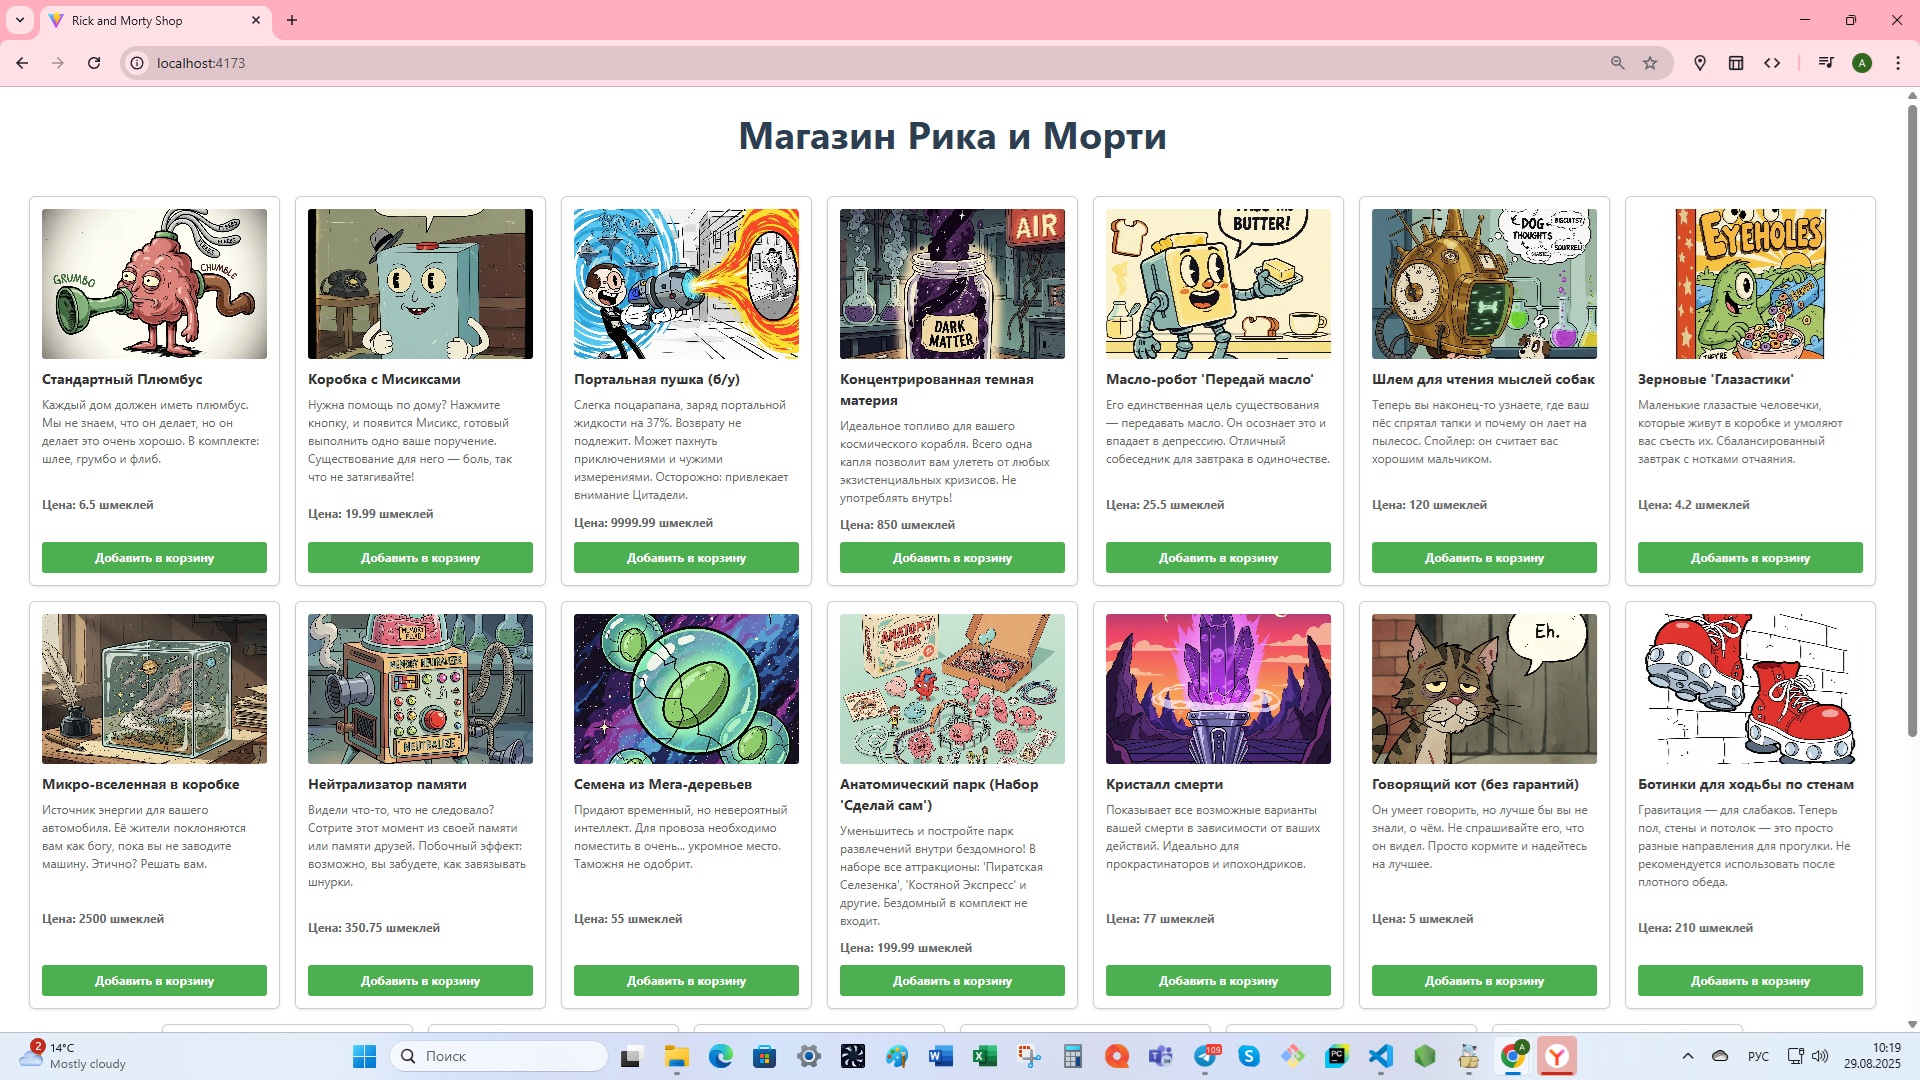 Rick and Morty Shop
localhost:4173
A
Магазин Рика и Морти
GRUMBO
CHUMBLE
Стандартный Плюмбус
Каждый дом должен иметь плюмбус.
Мы не знаем, что он делает, но он
делает это очень хорошо. В комплекте:
шлее, грумбо и флиб.
Цена: 6.5 шмеклей
Добавить в корзину
Коробка с Мисиксами
Нужна помощь по дому? Нажмите
кнопку, и появится Мисикс, готовый
выполнить одно ваше поручение.
Существование для него — боль, так
что не затягивайте!
Цена: 19.99 шмеклей
Добавить в корзину
Портальная пушка (б/у)
Слегка поцарапана, заряд портальной
жидкости на 37%. Возврату не
подлежит. Может пахнуть
приключениями и чужими
измерениями. Осторожно: привлекает
внимание Цитадели.
Цена: 9999.99 шмеклей
Добавить в корзину
AIR
DARK
MATTER
Концентрированная темная
материя
Идеальное топливо для вашего
космического корабля. Всего одна
капля позволит вам улететь от любых
экзистенциальных кризисов. Не
употреблять внутрь!
Цена: 850 шмеклей
Добавить в корзину
BUTTER!
Масло-робот 'Передай масло'
Его единственная цель существования
— передавать масло. Он осознает это и
впадает в депрессию. Отличный
собеседник для завтрака в одиночестве.
Цена: 25.5 шмеклей
Добавить в корзину
DOG
THOUGHTS
BISCUITS?/
SQUIRREL!
Шлем для чтения мыслей собак
Теперь вы наконец-то узнаете, где ваш
пёс спрятал тапки и почему он лает на
пылесос. Спойлер: он считает вас
хорошим мальчиком.
Цена: 120 шмеклей
Добавить в корзину
EYEHOLES
THEY'RE
Зерновые 'Глазастики'
Маленькие глазастые человечки,
которые живут в коробке и умоляют
вас съесть их. Сбалансированный
завтрак с нотками отчаяния.
Цена: 4.2 шмеклей
Добавить в корзину
Микро-вселенная в коробке
Источник энергии для вашего
автомобиля. Её жители поклоняются
вам как богу, пока вы не заводите
машину. Этично? Решать вам.
Цена: 2500 шмеклей
Добавить в корзину
MEMORY NEUTRALIZER
NEUTRALIZE
Нейтрализатор памяти
Видели что-то, что не следовало?
Сотрите этот момент из своей памяти
или памяти друзей. Побочный эффект:
возможно, вы забудете, как завязывать
шнурки.
Цена: 350.75 шмеклей
Добавить в корзину
Семена из Мега-деревьев
Придают временный, но невероятный
интеллект. Для провоза необходимо
поместить в очень... укромное место.
Таможня не одобрит.
Цена: 55 шмеклей
Добавить в корзину
ANATOMY
PARK
Анатомический парк (Набор
'Сделай сам')
Уменьшитесь и постройте парк
развлечений внутри бездомного! В
наборе все аттракционы: 'Пиратская
Селезенка', 'Костяной Экспресс' и
другие. Бездомный в комплект не
входит.
Цена: 199.99 шмеклей
Добавить в корзину
Кристалл смерти
Показывает все возможные варианты
вашей смерти в зависимости от ваших
действий. Идеально для
прокрастинаторов и ипохондриков.
Цена: 77 шмеклей
Добавить в корзину
Eh.
Говорящий кот (без гарантий)
Он умеет говорить, но лучше бы вы не
знали, о чём. Не спрашивайте его, что
он видел. Просто кормите и надейтесь
на лучшее.
Цена: 5 шмеклей
Добавить в корзину
Ботинки для ходьбы по стенам
Гравитация — для слабаков. Теперь
пол, стены и потолок — это просто
разные направления для прогулки. Не
рекомендуется использовать после
плотного обеда.
Цена: 210 шмеклей
Добавить в корзину
2
14°C
Mostly cloudy
Поиск
109
РУС
10:19
29.08.2025